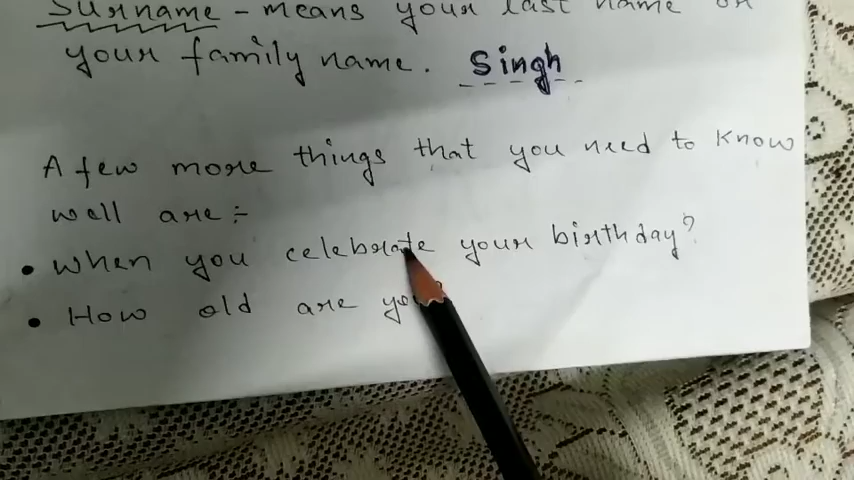 Surname - means your last name or
your family name. Singh
A few more things that you need to know
well are :-
• When you celebrate your birthday?
• How old are you?